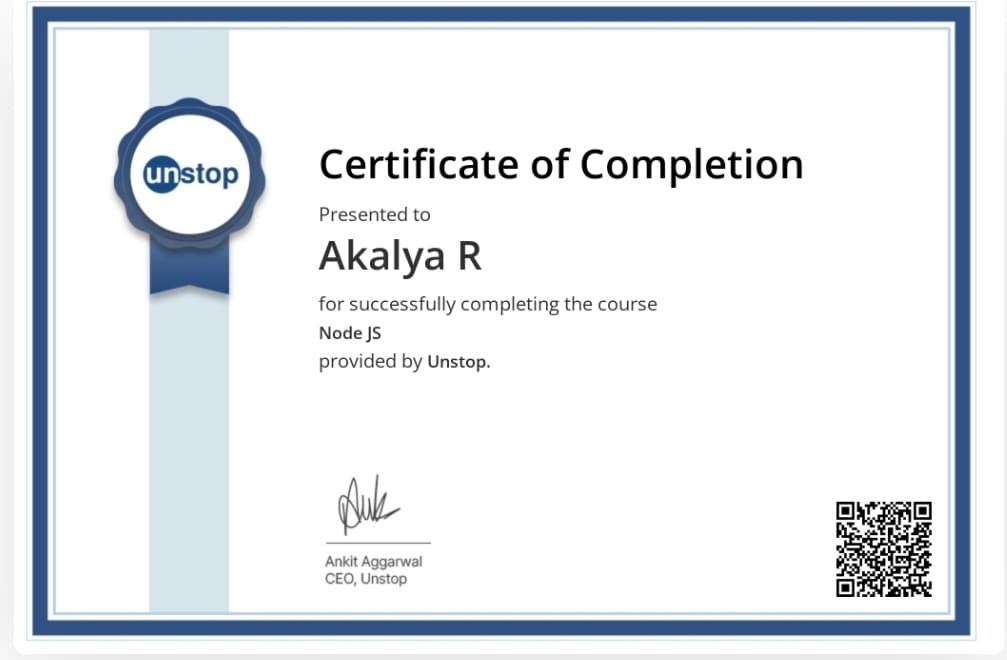 unstop
Certificate of Completion
Presented to
Akalya R
for successfully completing the course
Node JS
provided by Unstop.
Ankit Aggarwal
CEO, Unstop